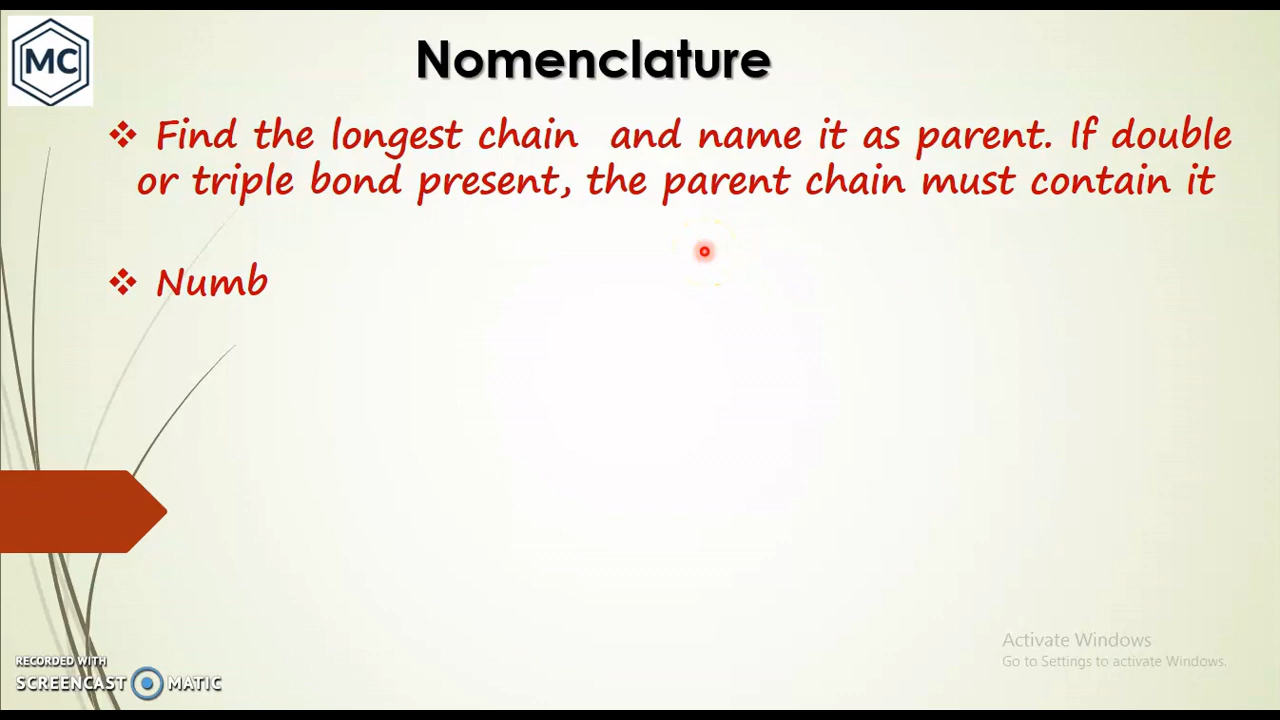 MC
Nomenclature
❖ Find the longest chain and name it as parent. If double
or triple bond present, the parent chain must contain it
❖ Numb
Activate Windows
Go to Settings to activate Windows.
RECORDED WITH
SCREENCAST MATIC